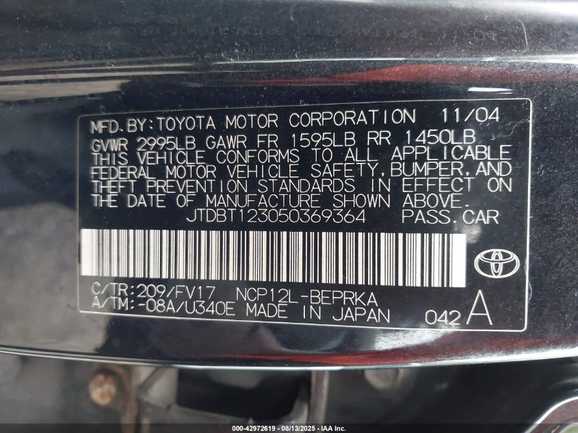 MFD.BY:TOYOTA MOTOR CORPORATION 11/04
GVWR 2995LB GAWR FR 1595LB RR 1450LB
THIS VEHICLE CONFORMS TO ALL APPLICABLE
FEDERAL MOTOR VEHICLE SAFETY, BUMPER, AND
THEFT PREVENTION STANDARDS IN EFFECT ON
THE DATE OF MANUFACTURE SHOWN ABOVE.
JTDBT123050369364 PASS.CAR
C/TR:209/FV17 NCP12L-BEPRKA
A/TM:-08A/U340E MADE IN JAPAN 042 A
000-42972619 - 08/13/2025 - IAA Inc.